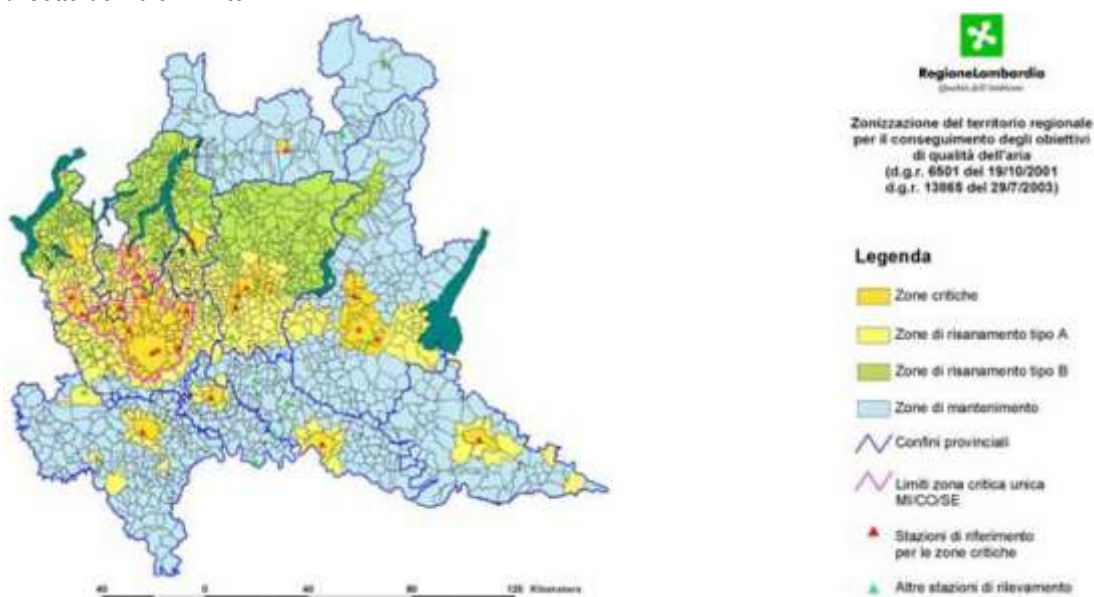 RegioneLombardia
Zonizzazione del territorio regionale
per il conseguimento degli obiettivi
di qualità dell'aria
(d.g.r. 6501 del 19/10/2001
d.g.r. 13865 del 29/7/2003)
Legenda
Zone critiche
Zone di risanamento tipo A
Zone di risanamento tipo B
Zone di mantenimento
Confini provinciali
Limiti zona critica unica
MI/CO/SE
Stazioni di riferimento
per le zone critiche
Altre stazioni di rilevamento
40 0 40 80 120 Kilometers